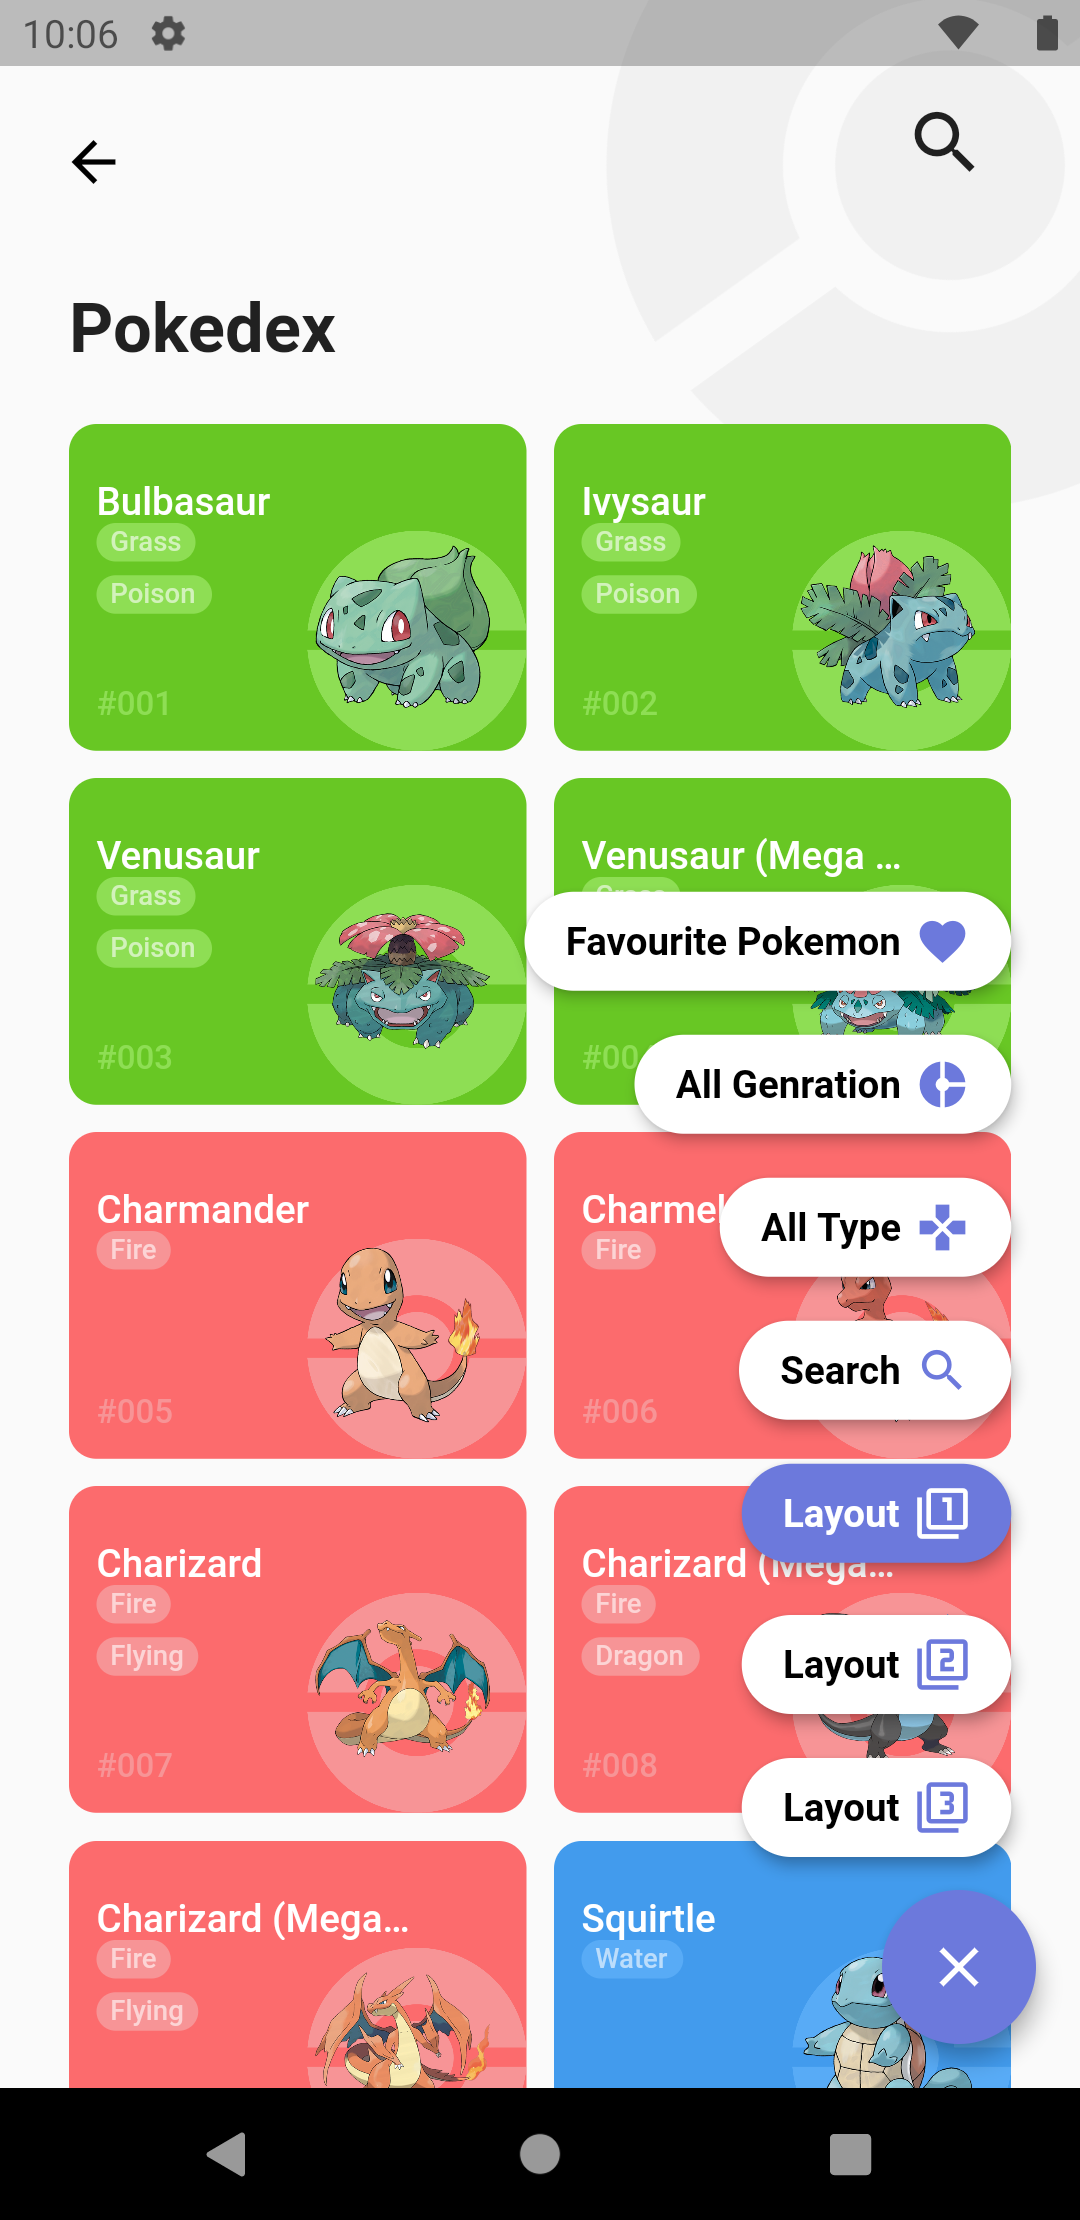 10:06
Pokedex
Bulbasaur
Grass
Poison
#001
Ivysaur
Grass
Poison
#002
Venusaur
Grass
Poison
#003
Venusaur (Mega ...
Favourite Pokemon
#00
All Genration
Charmander
Fire
#005
Charmel
Fire
#006
All Type
Search
Layout 1
Charizard
Fire
Flying
#007
Charizard (Mega...
Fire
Dragon
#008
Layout 2
Layout 3
Charizard (Mega...
Fire
Flying
Squirtle
Water